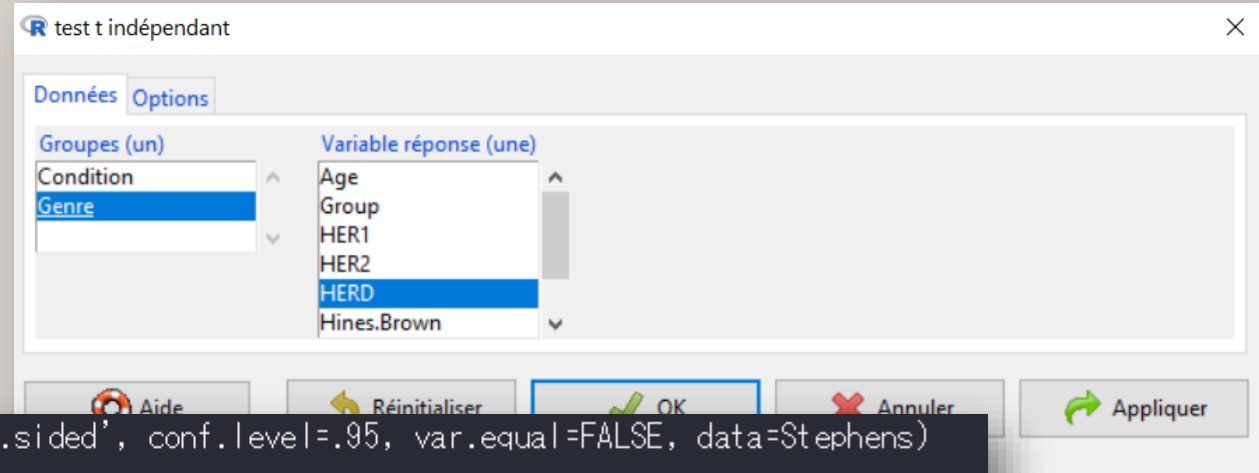 test t indépendant
Données Options
Groupes (un)
Condition
Genre
Variable réponse (une)
Age
Group
HER1
HER2
HERD
Hines.Brown
Aide Réinitialiser OK Annuler Appliquer
.sided', conf.level=.95, var.equal=FALSE, data=Stephens)